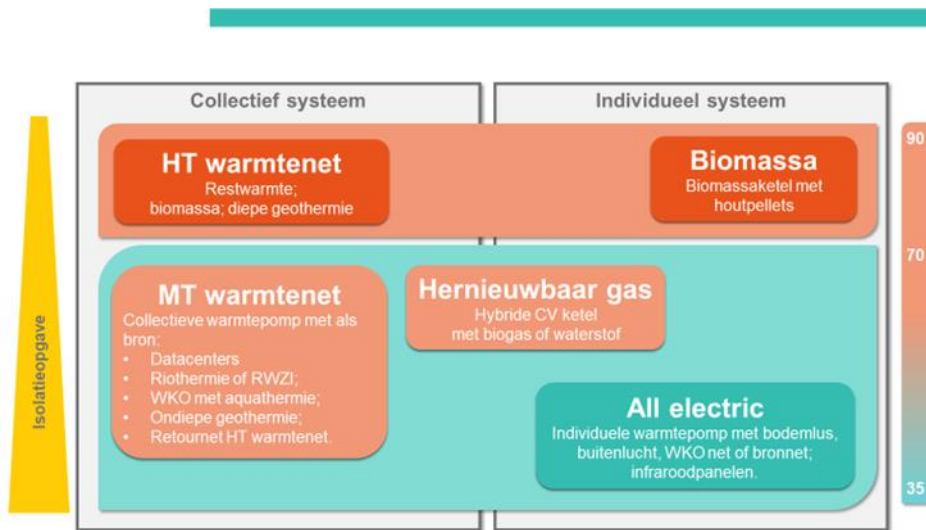 Collectief systeem
Individueel systeem
HT warmtenet
Restwarmte;
biomassa; diepe geothermie
Biomassa
Biomassaketel met
houtpellets
90
70
35
Isolatieopgave
MT warmtenet
Collectieve warmtepomp met als
bron:
• Datacenters
• Riothermie of RWZI;
• WKO met aquathermie;
• Ondiepe geothermie;
• Retournet HT warmtenet.
Hernieuwbaar gas
Hybride CV ketel
met biogas of waterstof
All electric
Individuele warmtepomp met bodemlus,
buitenlucht, WKO net of bronnet;
infraroodpanelen.